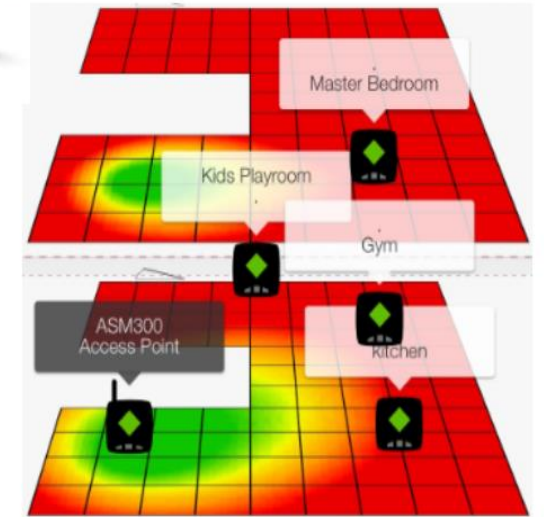 Master Bedroom
Kids Playroom
Gym
ASM300
Access Point
kitchen